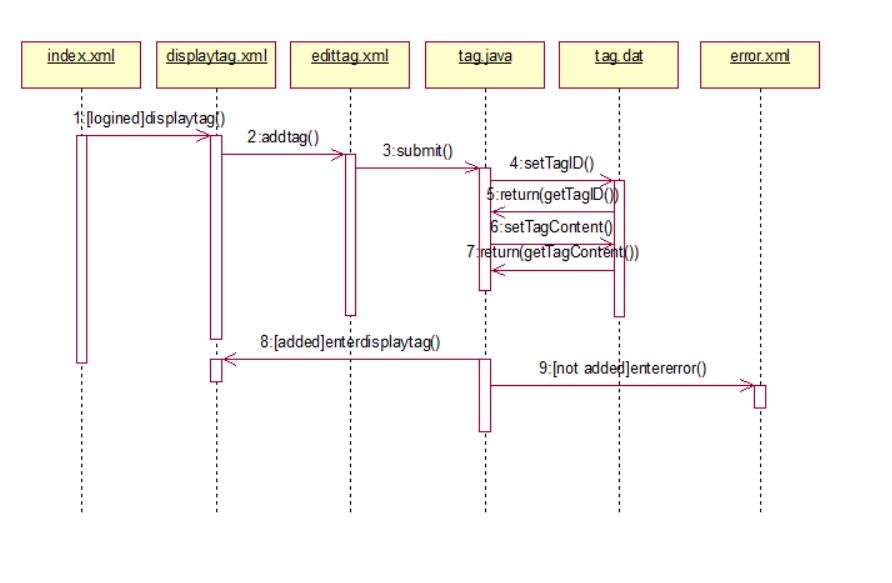 index.xml
displaytag.xml
edittag.xml
tag.java
tag.dat
error.xml
1:[logined]displaytag()
2:addtag()
3:submit()
4:setTagID()
5:return(getTagID())
6:setTagContent()
7:return(getTagContent())
8:[added]enterdisplaytag()
9:[not added]entererror()